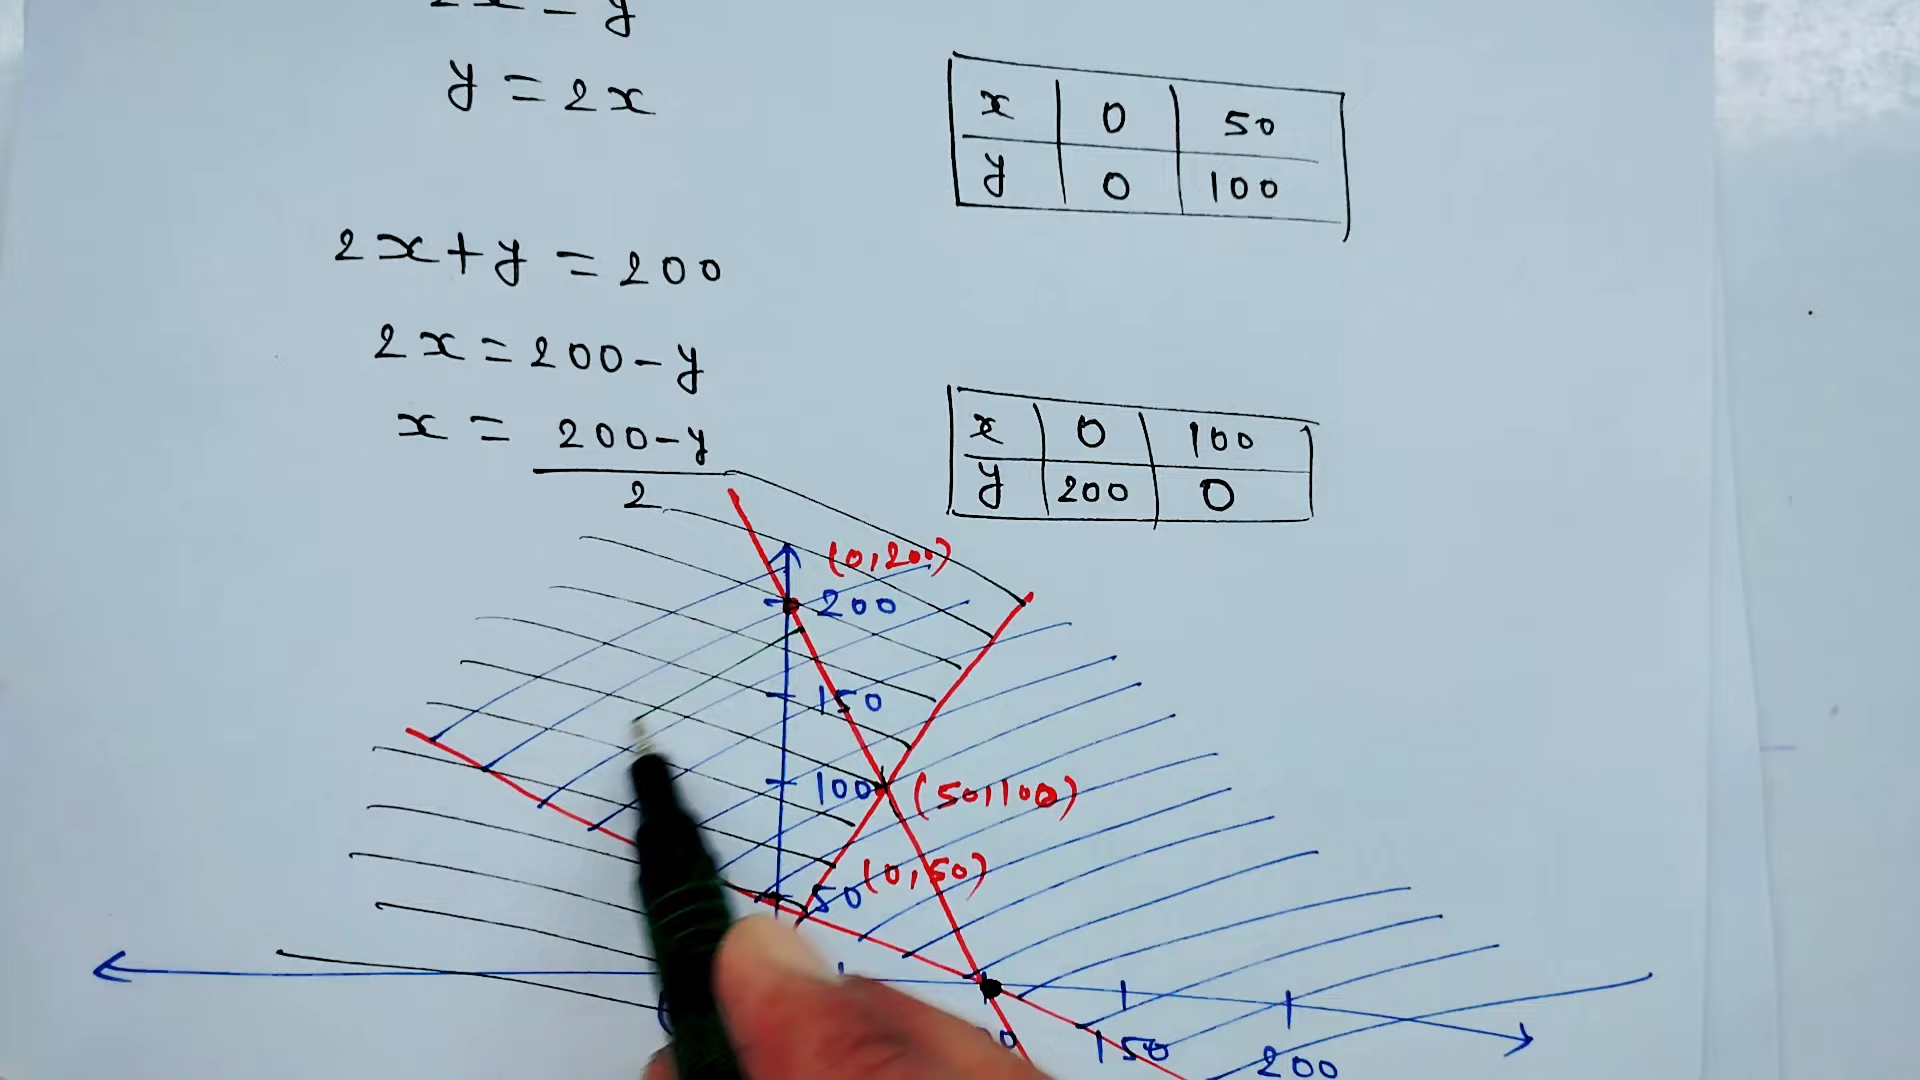 y = 2x
x | 0 | 50
y | 0 | 100
2x + y = 200
2x = 200 - y
x = 200 - y
2
x | 0 | 100
y | 200 | 0
(0,200)
200
150
100
(50,100)
(0,50)
50
150
200